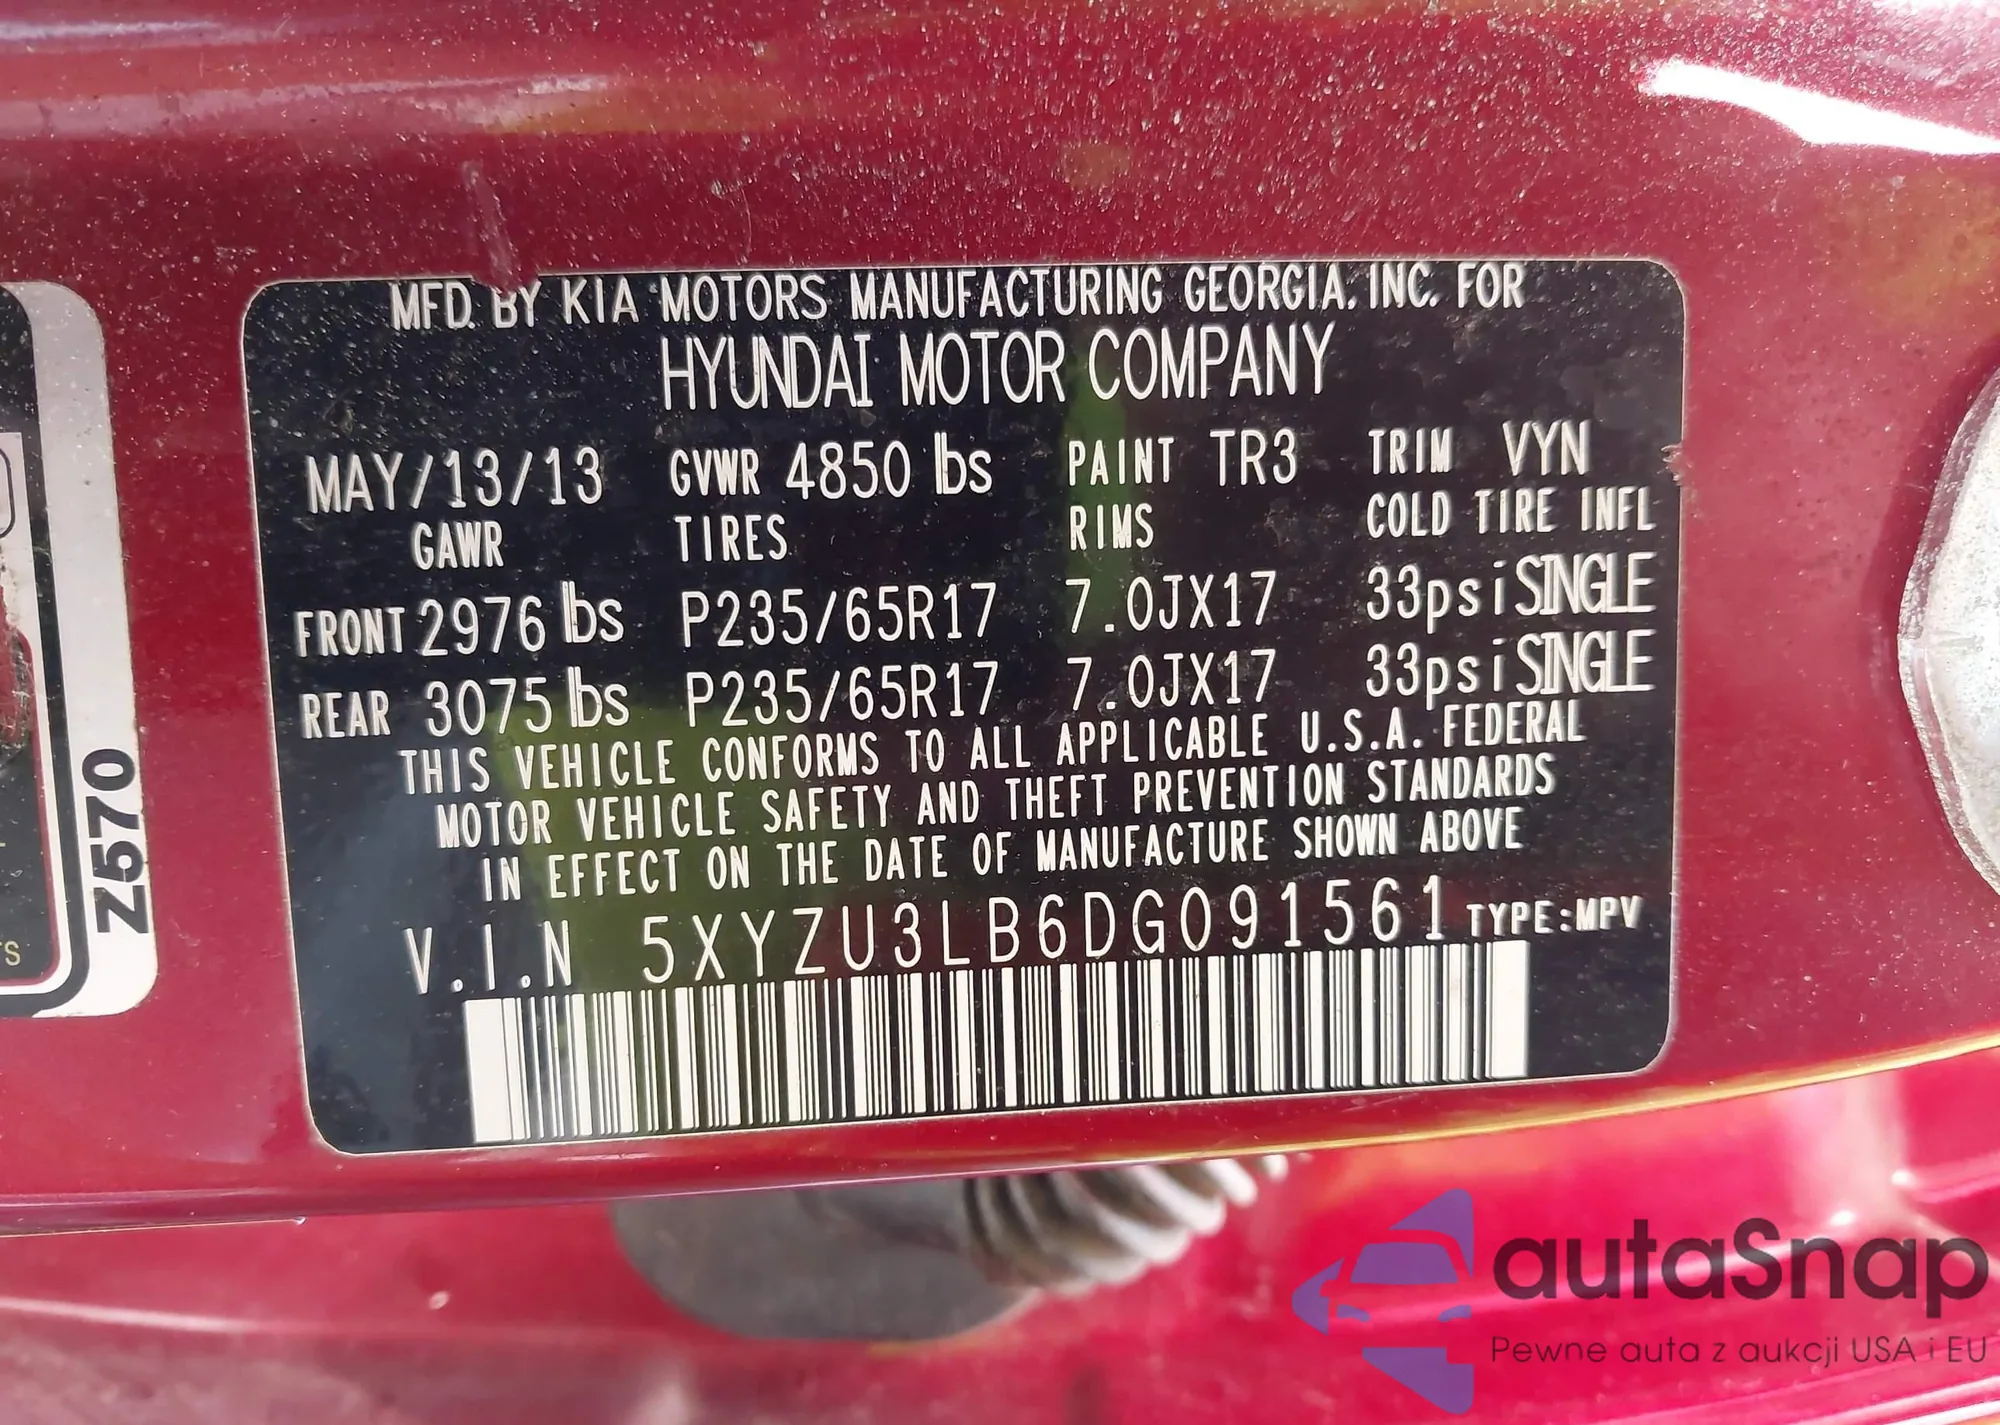 MFD. BY KIA MOTORS MANUFACTURING GEORGIA. INC. FOR
HYUNDAI MOTOR COMPANY
MAY/13/13 GVWR 4850 lbs PAINT TR3 TRIM VYN
GAWR TIRES RIMS COLD TIRE INFL
FRONT 2976 lbs P235/65R17 7.0JX17 33psi SINGLE
REAR 3075 lbs P235/65R17 7.0JX17 33psi SINGLE
THIS VEHICLE CONFORMS TO ALL APPLICABLE U.S.A. FEDERAL
MOTOR VEHICLE SAFETY AND THEFT PREVENTION STANDARDS
IN EFFECT ON THE DATE OF MANUFACTURE SHOWN ABOVE
V.I.N 5XYZU3LB6DG091561 TYPE:MPV
Z570
autaSnap
Pewne auta z aukcji USA i EU